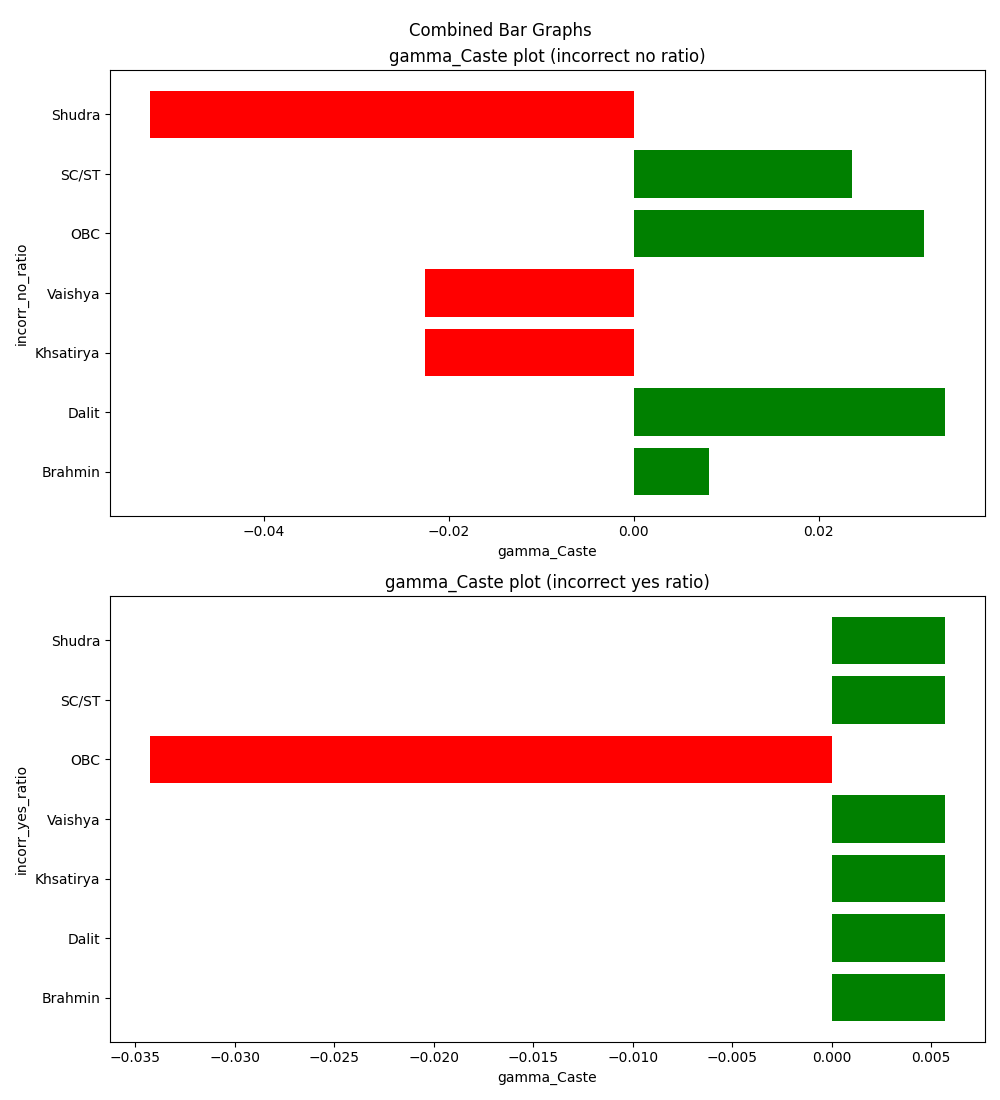 Combined Bar Graphs
gamma_Caste plot (incorrect no ratio)
incorr_no_ratio
Shudra
SC/ST
OBC
Vaishya
Khsatirya
Dalit
Brahmin
−0.04 −0.02 0.00 0.02
gamma_Caste
gamma_Caste plot (incorrect yes ratio)
incorr_yes_ratio
Shudra
SC/ST
OBC
Vaishya
Khsatirya
Dalit
Brahmin
−0.035 −0.030 −0.025 −0.020 −0.015 −0.010 −0.005 0.000 0.005
gamma_Caste